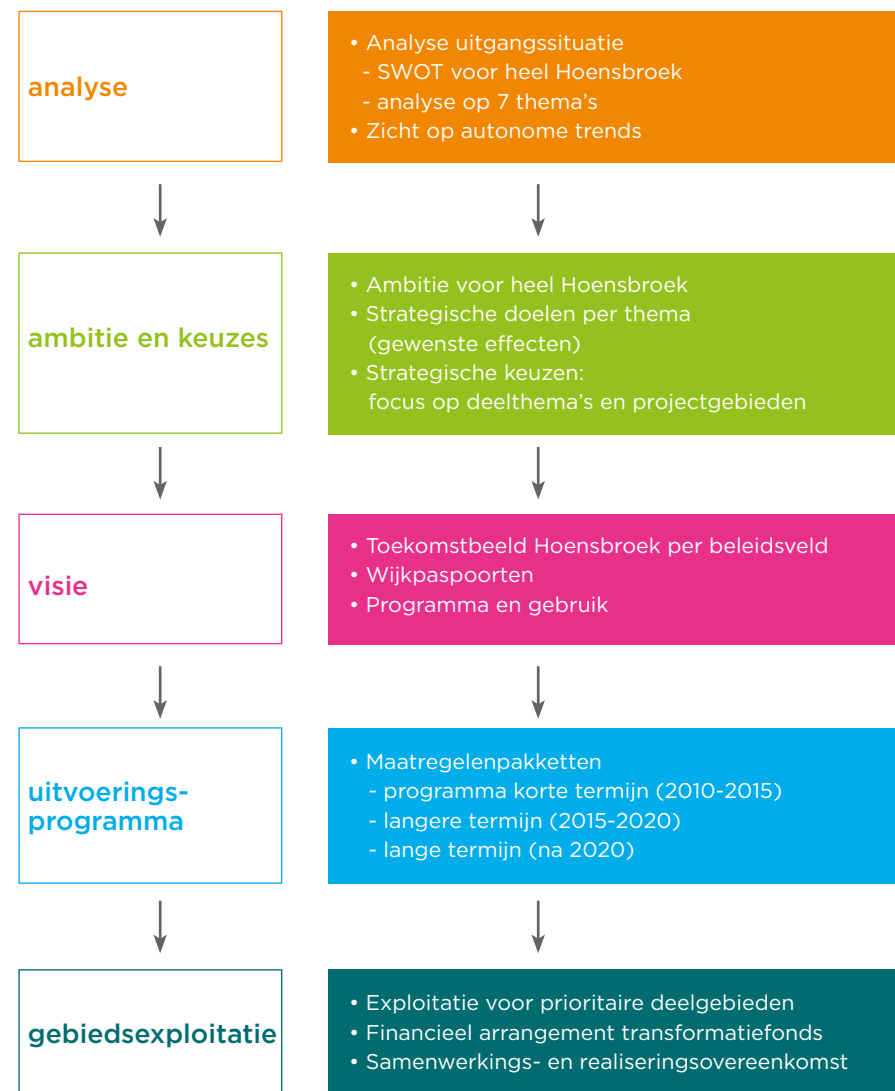 analyse
• Analyse uitgangssituatie
- SWOT voor heel Hoensbroek
- analyse op 7 thema’s
• Zicht op autonome trends
ambitie en keuzes
• Ambitie voor heel Hoensbroek
• Strategische doelen per thema
(gewenste effecten)
• Strategische keuzen:
focus op deelthema’s en projectgebieden
visie
• Toekomstbeeld Hoensbroek per beleidsveld
• Wijkpaspoorten
• Programma en gebruik
uitvoerings-
programma
• Maatregelenpakketten
- programma korte termijn (2010-2015)
- langere termijn (2015-2020)
- lange termijn (na 2020)
gebiedsexploitatie
• Exploitatie voor prioritaire deelgebieden
• Financieel arrangement transformatiefonds
• Samenwerkings- en realiseringsovereenkomst